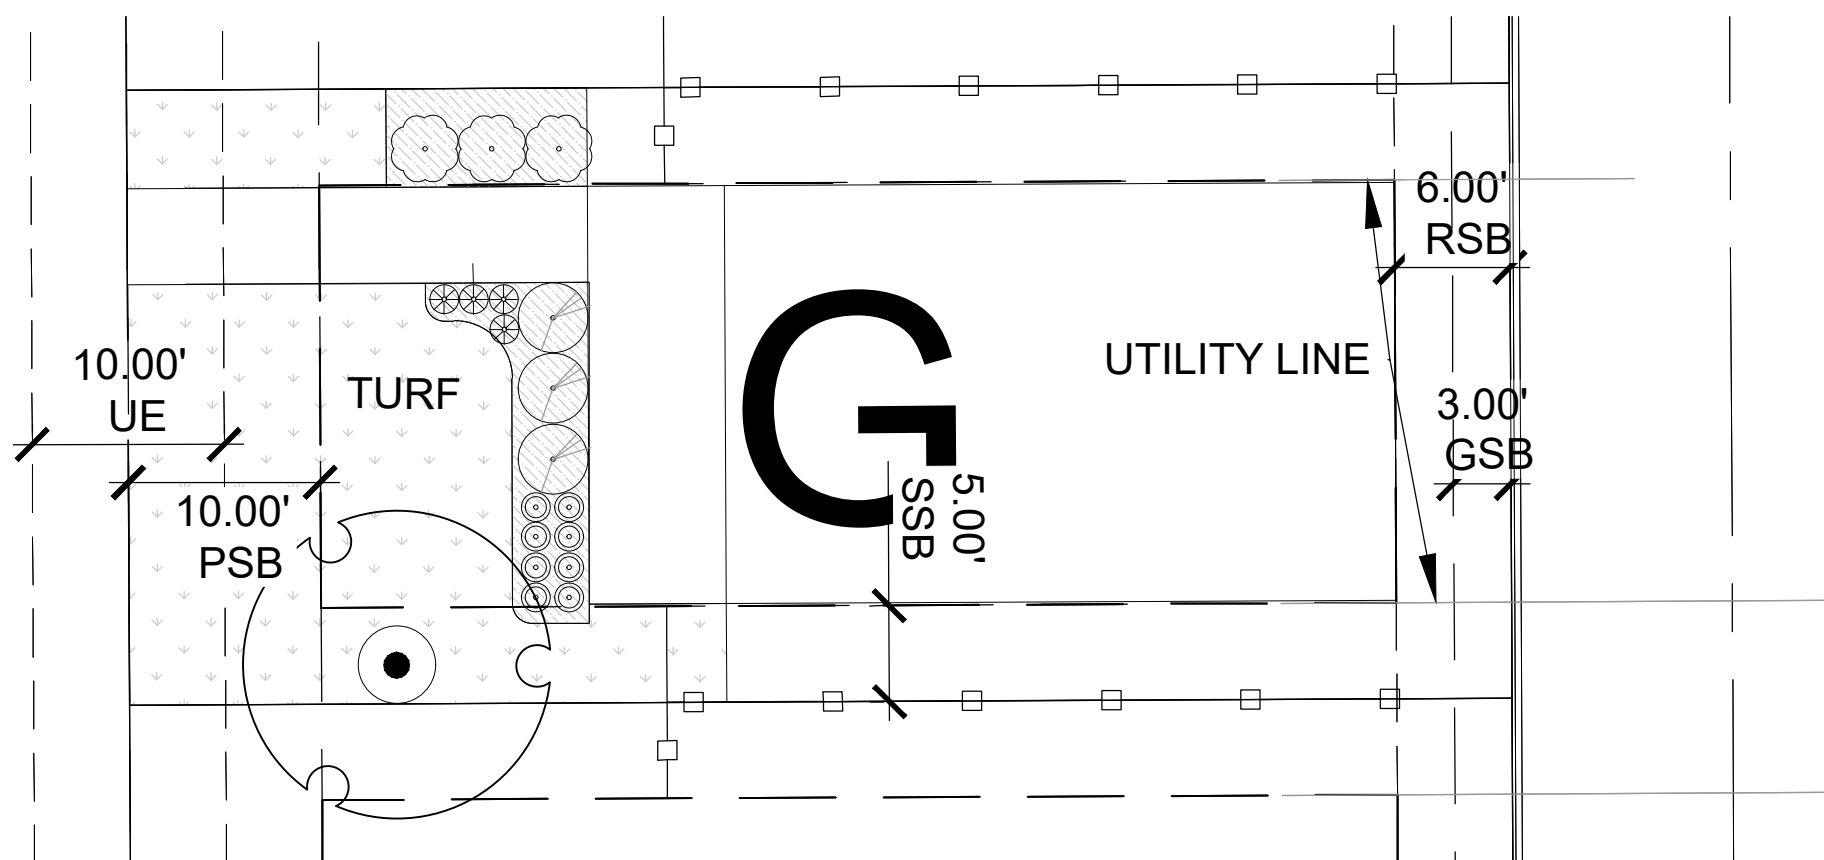 6.00'
RSB
10.00'
UE
TURF
G
UTILITY LINE
3.00'
GSB
10.00'
PSB
5.00'
SSB